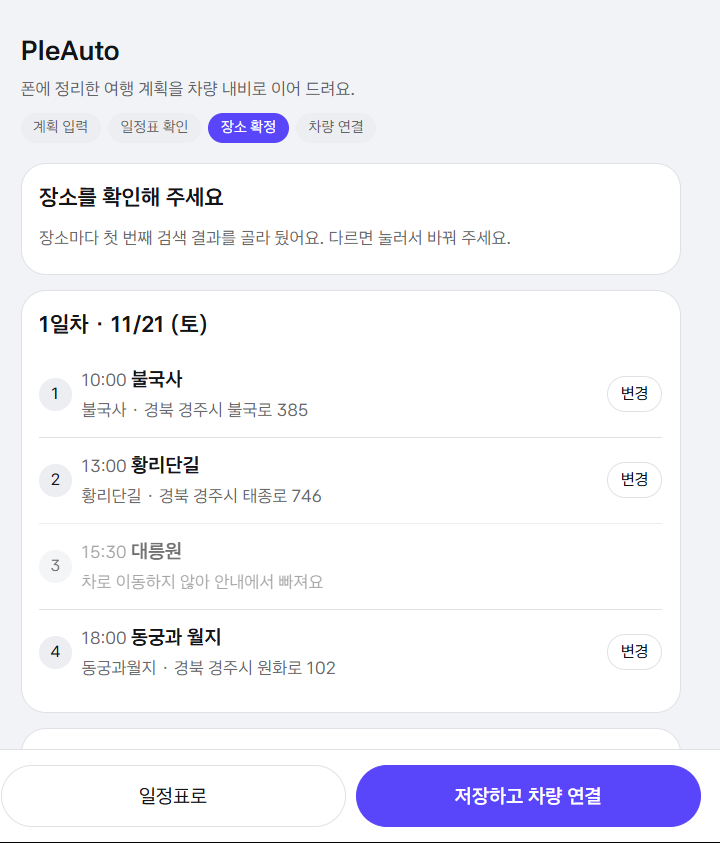 PleAuto
폰에 정리한 여행 계획을 차량 내비로 이어 드려요.
계획 입력 일정표 확인 장소 확정 차량 연결
장소를 확인해 주세요
장소마다 첫 번째 검색 결과를 골라 뒀어요. 다르면 눌러서 바꿔 주세요.
1일차 · 11/21 (토)
1 10:00 불국사
불국사 · 경북 경주시 불국로 385
변경
2 13:00 황리단길
황리단길 · 경북 경주시 태종로 746
변경
3 15:30 대릉원
차로 이동하지 않아 안내에서 빠져요
4 18:00 동궁과 월지
동궁과월지 · 경북 경주시 원화로 102
변경
일정표로 저장하고 차량 연결